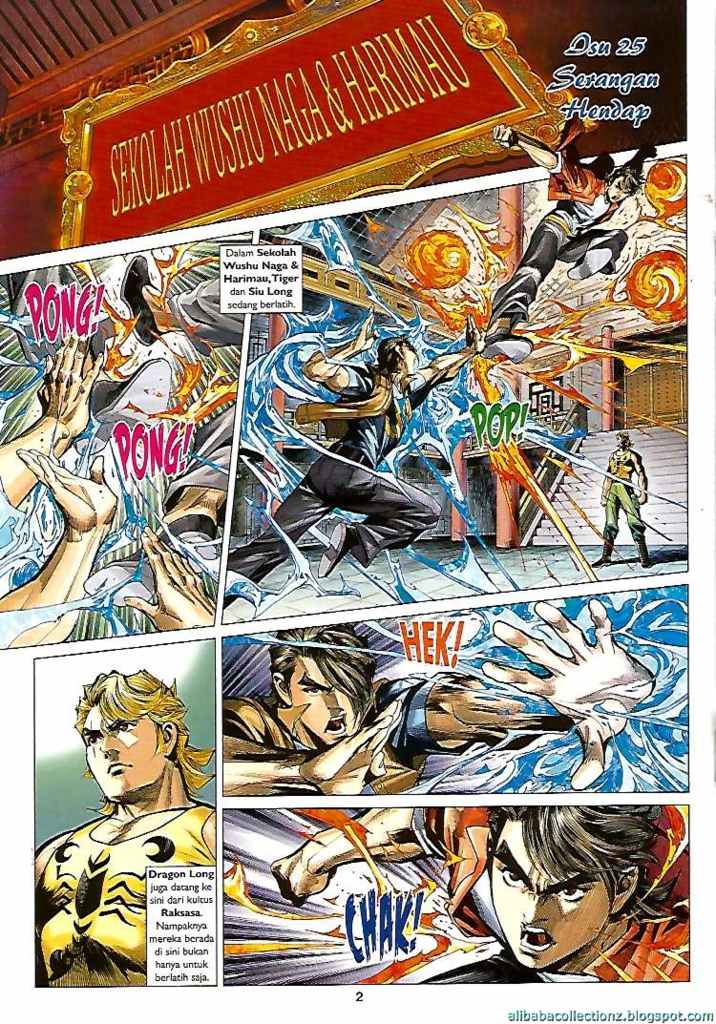 SEKOLAH WUSHU NAGA & HARIMAU
Isu 25
Serangan
Hendap
PONG!
PONG!
Dalam Sekolah
Wushu Naga &
Harimau, Tiger
dan Siu Long
sedang berlatih.
POP!
HEK!
Dragon Long
juga datang ke
sini dari kultus
Raksasa.
Nampaknya
mereka berada
di sini bukan
hanya untuk
berlatih saja.
CHAK!
2
alibabacollectionz.blogspot.com